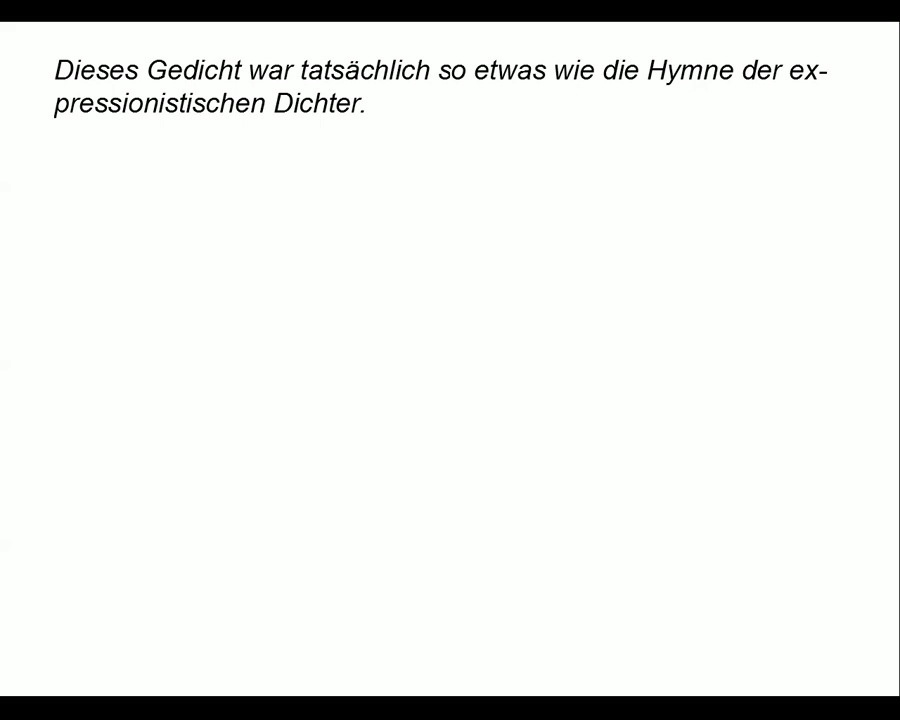 Dieses Gedicht war tatsächlich so etwas wie die Hymne der ex-
pressionistischen Dichter.